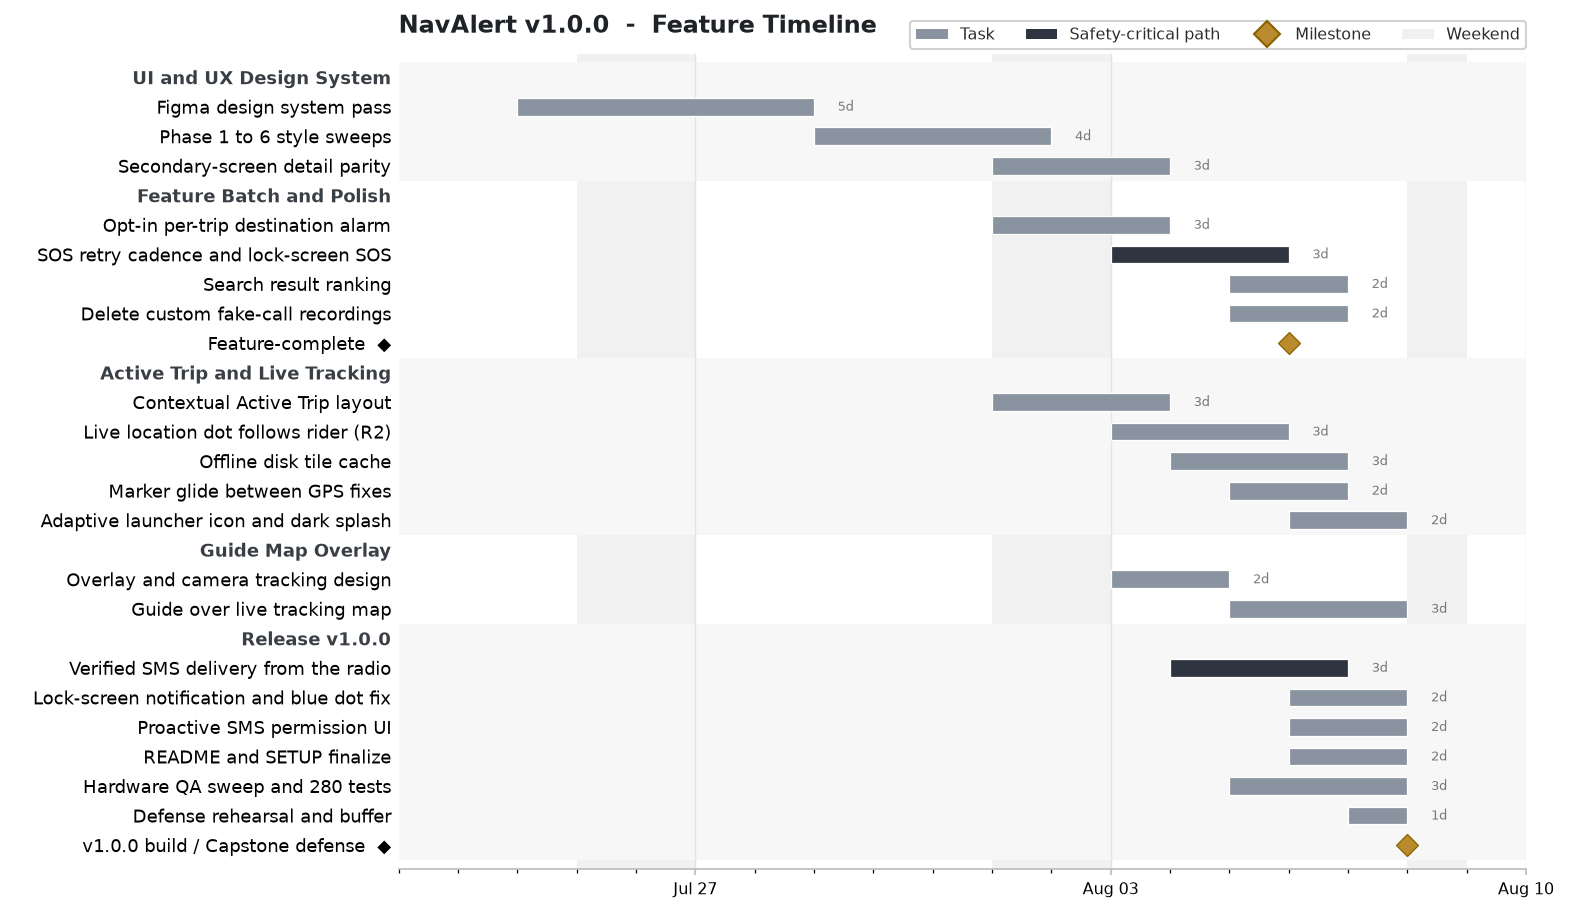 NavAlert v1.0.0 - Feature Timeline
Task
Safety-critical path
Milestone
Weekend
UI and UX Design System
Figma design system pass 5d
Phase 1 to 6 style sweeps 4d
Secondary-screen detail parity 3d
Feature Batch and Polish
Opt-in per-trip destination alarm 3d
SOS retry cadence and lock-screen SOS 3d
Search result ranking 2d
Delete custom fake-call recordings 2d
Feature-complete ◆
Active Trip and Live Tracking
Contextual Active Trip layout 3d
Live location dot follows rider (R2) 3d
Offline disk tile cache 3d
Marker glide between GPS fixes 2d
Adaptive launcher icon and dark splash 2d
Guide Map Overlay
Overlay and camera tracking design 2d
Guide over live tracking map 3d
Release v1.0.0
Verified SMS delivery from the radio 3d
Lock-screen notification and blue dot fix 2d
Proactive SMS permission UI 2d
README and SETUP finalize 2d
Hardware QA sweep and 280 tests 3d
Defense rehearsal and buffer 1d
v1.0.0 build / Capstone defense ◆
Jul 27 Aug 03 Aug 10